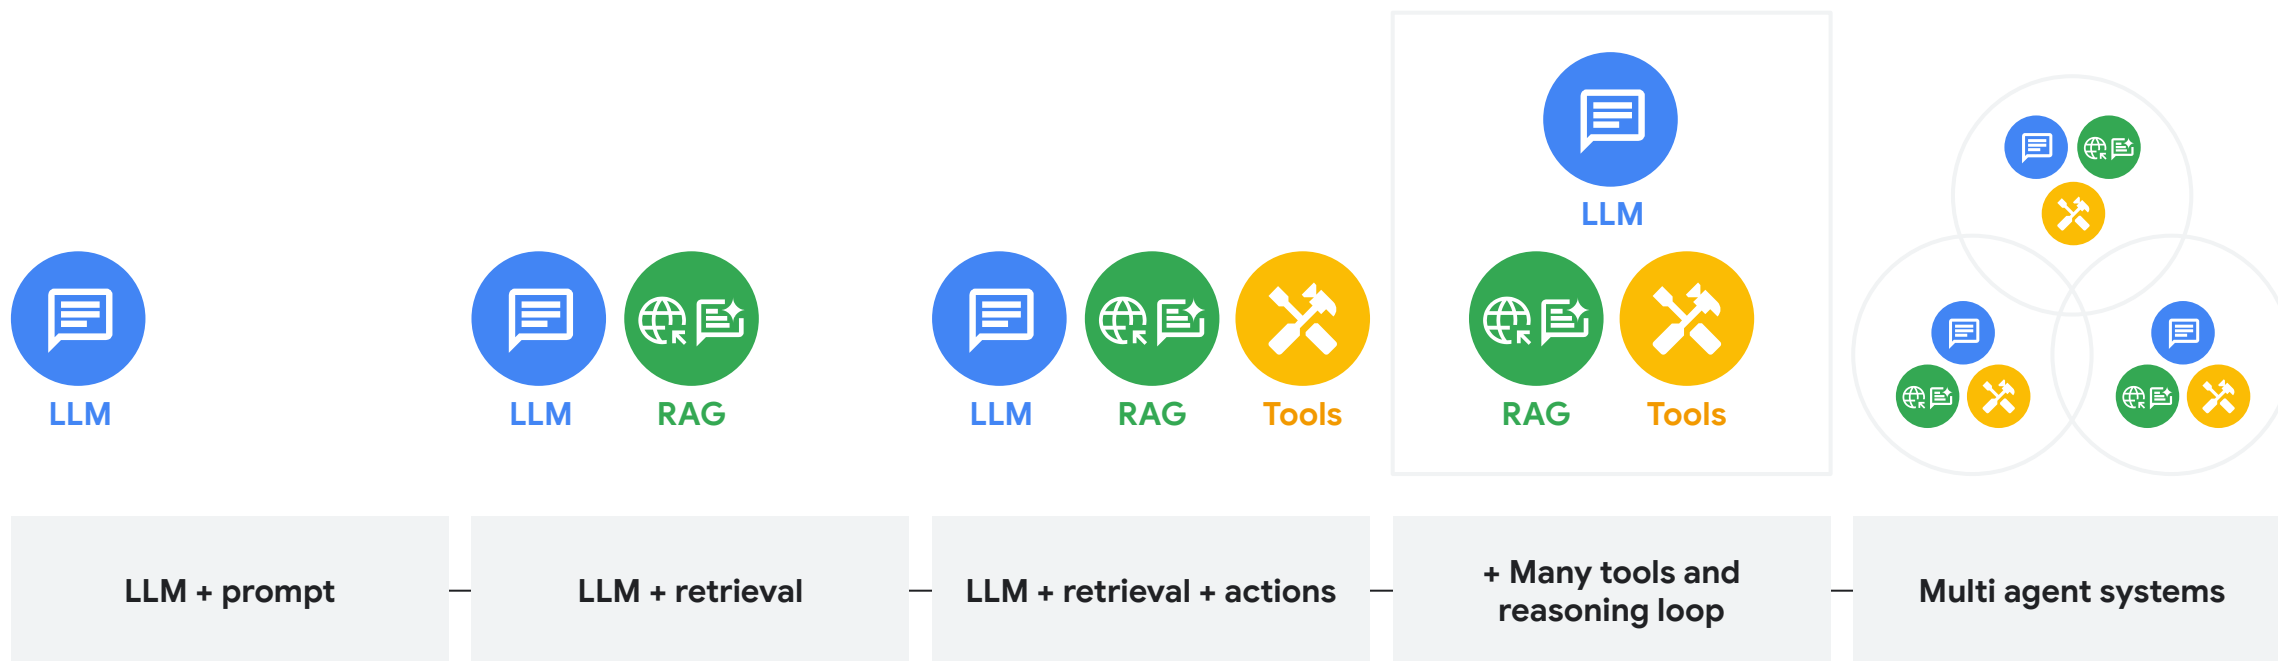 LLM
LLM
RAG
LLM
RAG
Tools
LLM
RAG
Tools
LLM + prompt
LLM + retrieval
LLM + retrieval + actions
+ Many tools and
reasoning loop
Multi agent systems